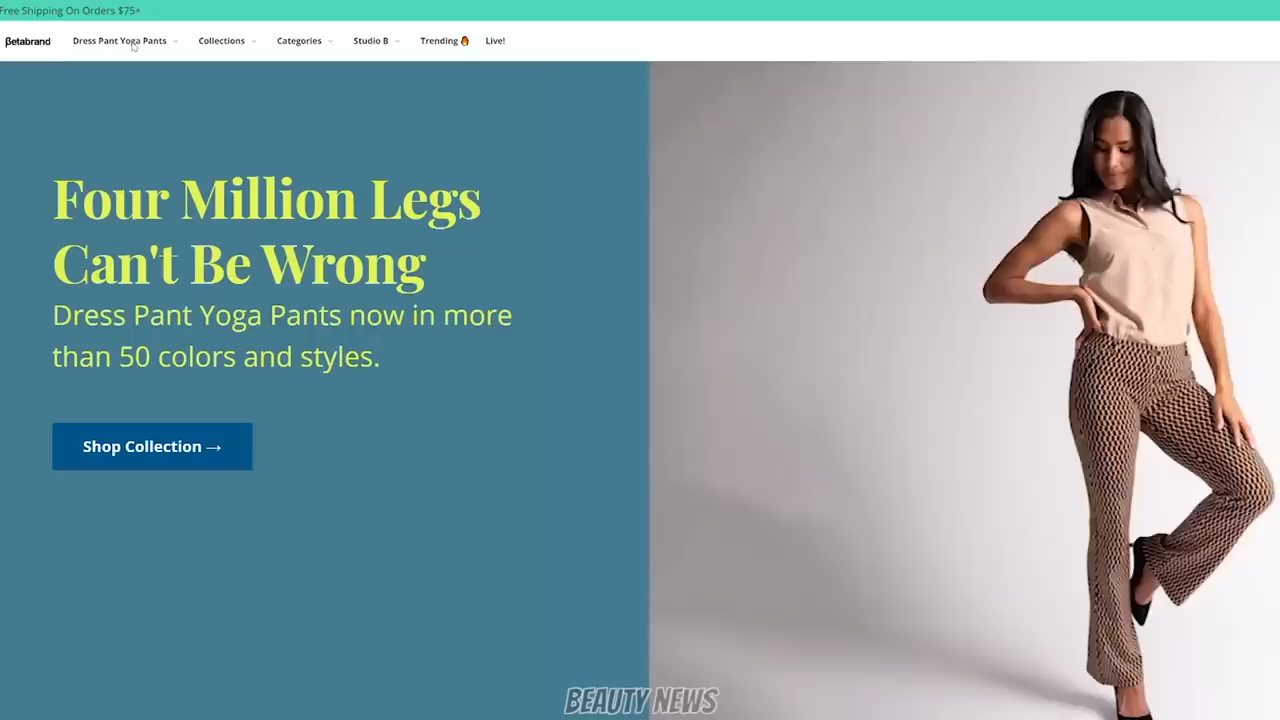 Free Shipping On Orders $75+
βetabrand
Dress Pant Yoga Pants
Collections
Categories
Studio B
Trending🔥
Live!
Four Million Legs
Can't Be Wrong
Dress Pant Yoga Pants now in more
than 50 colors and styles.
Shop Collection →
BEAUTY NEWS